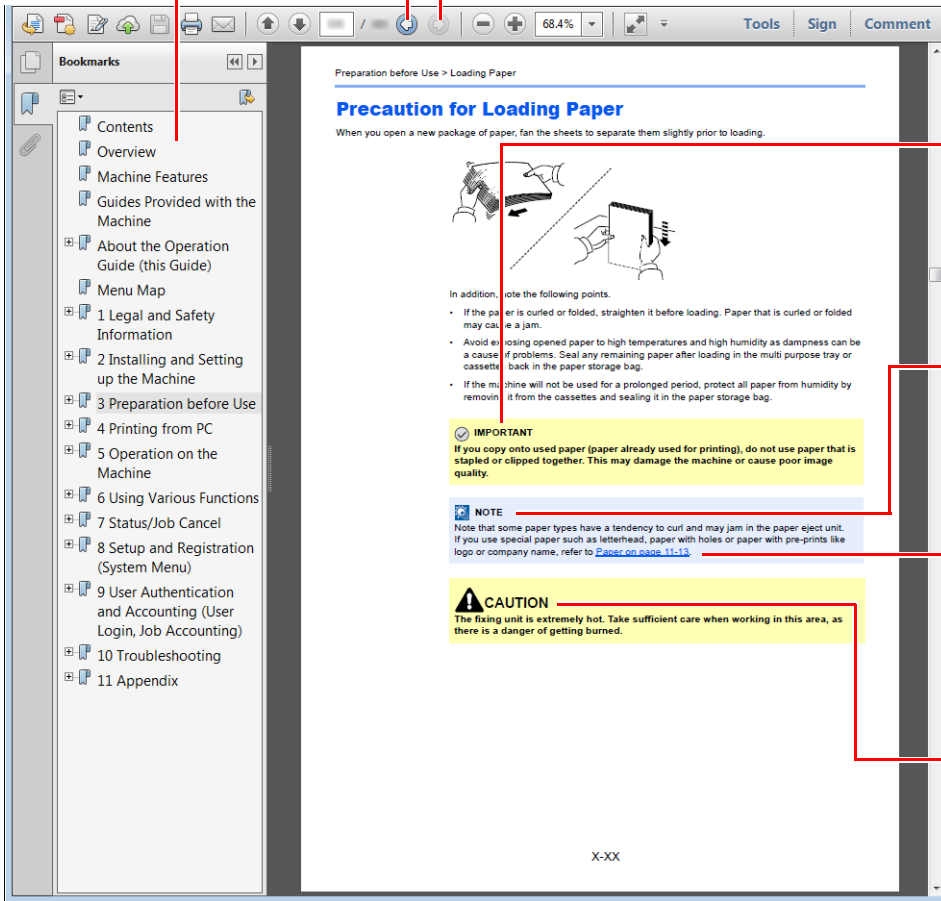 /
68.4%
Tools
Sign
Comment
Bookmarks
Contents
Overview
Machine Features
Guides Provided with the
Machine
About the Operation
Guide (this Guide)
Menu Map
1 Legal and Safety
Information
2 Installing and Setting
up the Machine
3 Preparation before Use
4 Printing from PC
5 Operation on the
Machine
6 Using Various Functions
7 Status/Job Cancel
8 Setup and Registration
(System Menu)
9 User Authentication
and Accounting (User
Login, Job Accounting)
10 Troubleshooting
11 Appendix
Preparation before Use > Loading Paper
Precaution for Loading Paper
When you open a new package of paper, fan the sheets to separate them slightly prior to loading.
In addition, note the following points.
• If the paper is curled or folded, straighten it before loading. Paper that is curled or folded
may cause a jam.
• Avoid exposing opened paper to high temperatures and high humidity as dampness can be
a cause of problems. Seal any remaining paper after loading in the multi purpose tray or
cassettes back in the paper storage bag.
• If the machine will not be used for a prolonged period, protect all paper from humidity by
removing it from the cassettes and sealing it in the paper storage bag.
IMPORTANT
If you copy onto used paper (paper already used for printing), do not use paper that is
stapled or clipped together. This may damage the machine or cause poor image
quality.
NOTE
Note that some paper types have a tendency to curl and may jam in the paper eject unit.
If you use special paper such as letterhead, paper with holes or paper with pre-prints like
logo or company name, refer to Paper on page 11-13.
CAUTION
The fixing unit is extremely hot. Take sufficient care when working in this area, as
there is a danger of getting burned.
X-XX